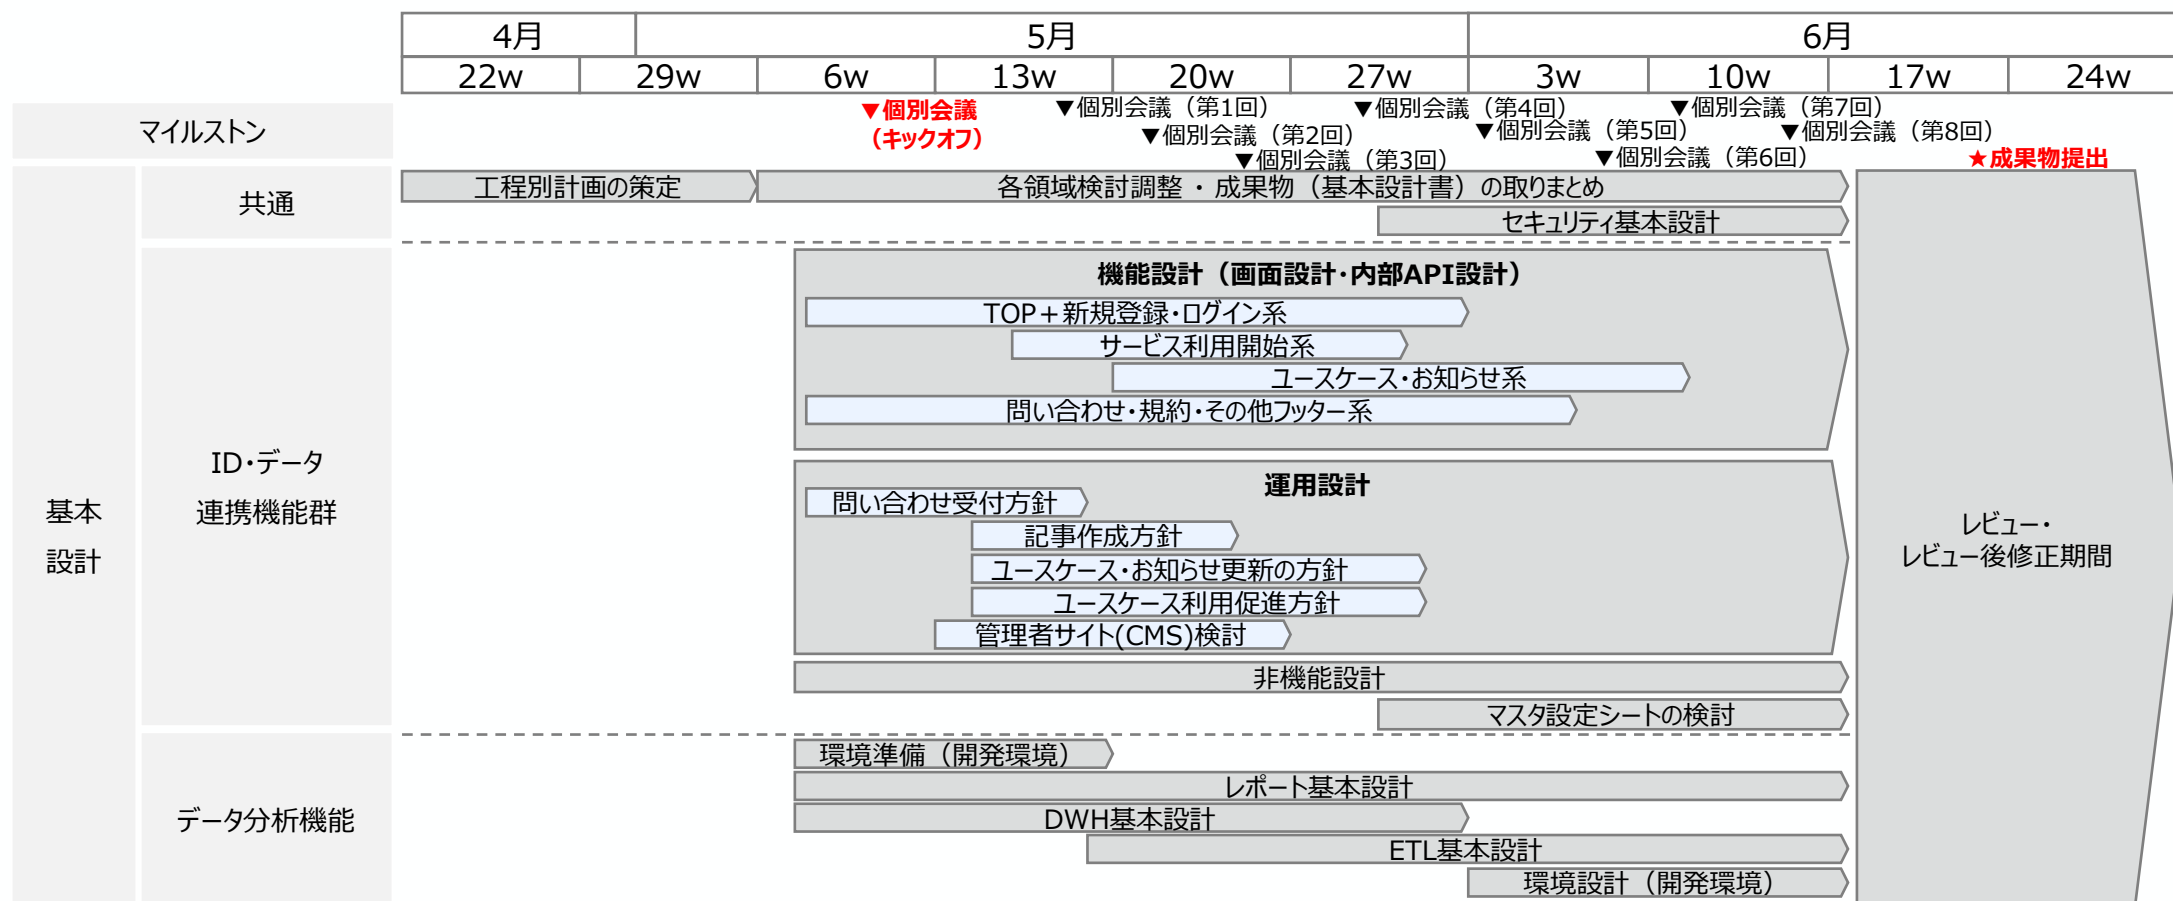 4月 5月 6月
22w 29w 6w 13w 20w 27w 3w 10w 17w 24w
マイルストン
▼個別会議
(キックオフ)
▼個別会議（第1回）
▼個別会議（第2回）
▼個別会議（第3回）
▼個別会議（第4回）
▼個別会議（第5回）
▼個別会議（第6回）
▼個別会議（第7回）
▼個別会議（第8回）
★成果物提出
基本
設計
共通
工程別計画の策定
各領域検討調整 ・ 成果物（基本設計書）の取りまとめ
セキュリティ基本設計
ID・データ
連携機能群
機能設計（画面設計・内部API設計）
TOP＋新規登録・ログイン系
サービス利用開始系
ユースケース・お知らせ系
問い合わせ・規約・その他フッター系
運用設計
問い合わせ受付方針
記事作成方針
ユースケース・お知らせ更新の方針
ユースケース利用促進方針
管理者サイト(CMS)検討
非機能設計
マスタ設定シートの検討
データ分析機能
環境準備（開発環境）
レポート基本設計
DWH基本設計
ETL基本設計
環境設計（開発環境）
レビュー・
レビュー後修正期間